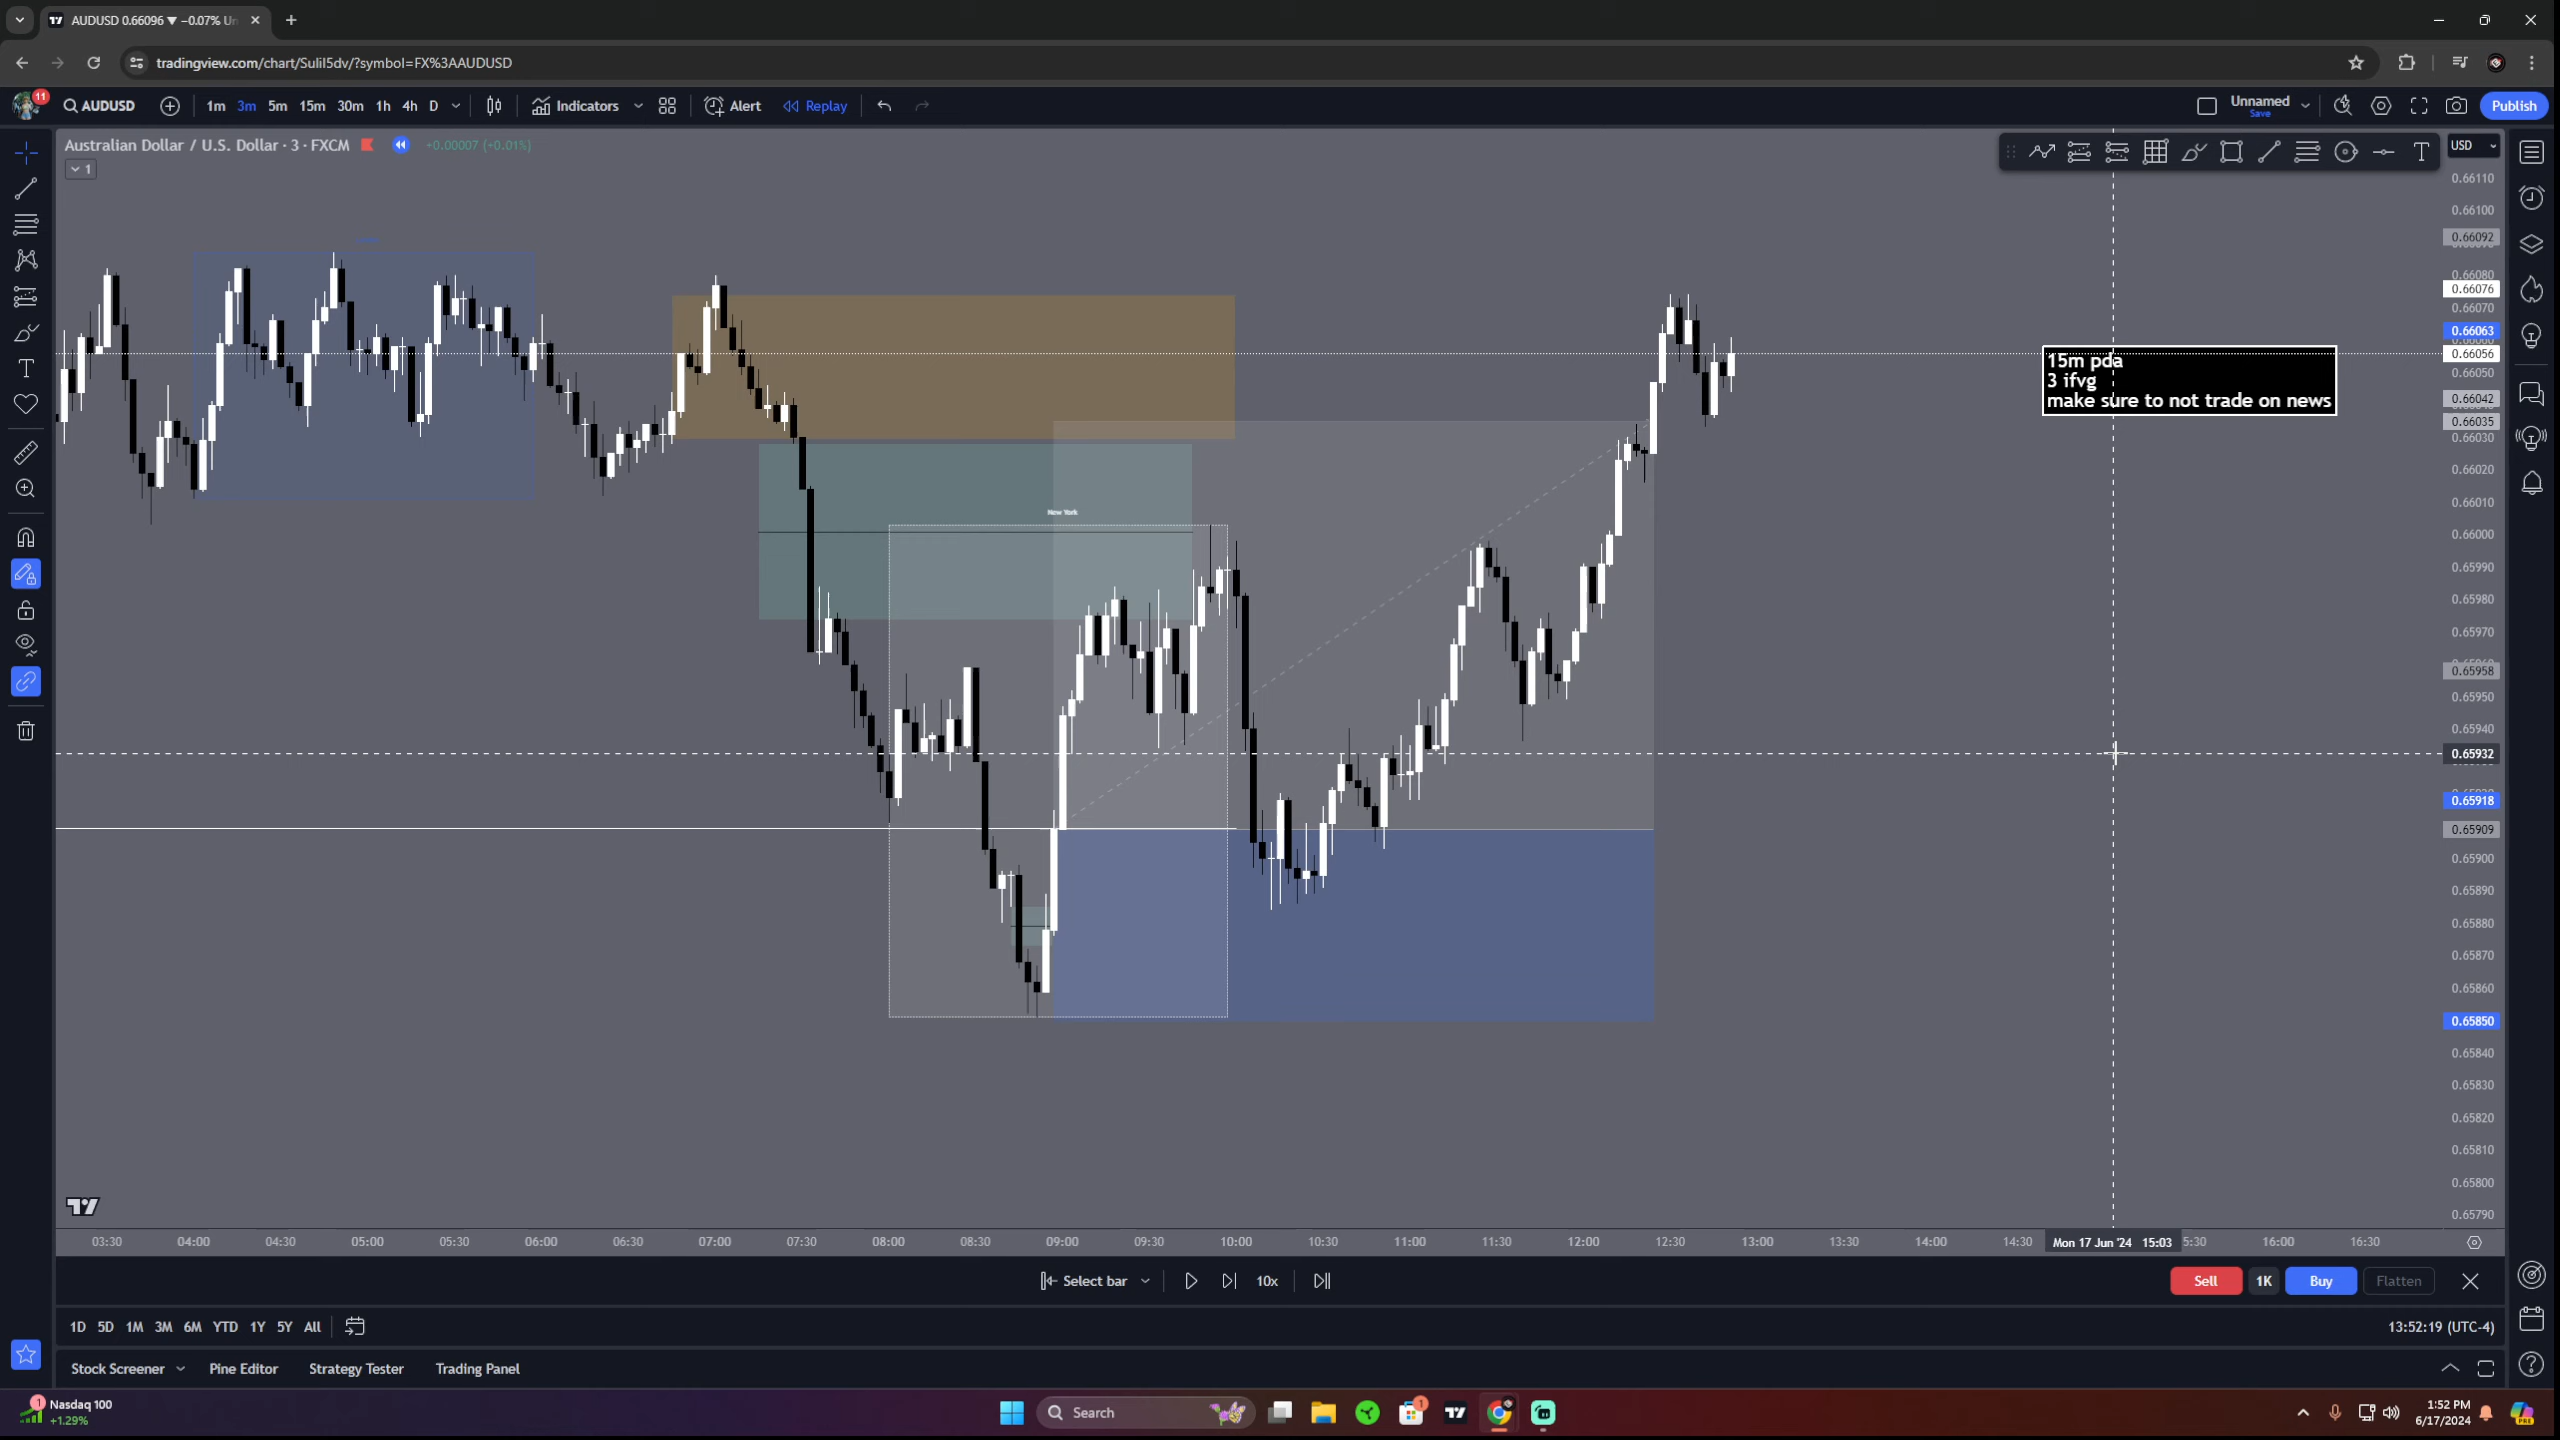 AUDUSD 0.66096 ▼ −0.07% Un
tradingview.com/chart/SuliI5dv/?symbol=FX%3AAUDUSD
11
AUDUSD
1m 3m 5m 15m 30m 1h 4h D
Indicators
Alert
Replay
Unnamed
Save
Publish
Australian Dollar / U.S. Dollar · 3 · FXCM
+0.00007 (+0.01%)
1
USD
0.66110
0.66100
0.66092
0.66080
0.66076
0.66070
0.66063
0.66056
0.66050
0.66042
0.66035
0.66030
0.66020
0.66010
0.66000
0.65990
0.65980
0.65970
0.65958
0.65950
0.65940
0.65932
0.65918
0.65909
0.65900
0.65890
0.65880
0.65870
0.65860
0.65850
0.65840
0.65830
0.65820
0.65810
0.65800
0.65790
15m pda
3 ifvg
make sure to not trade on news
New York
03:30 04:00 04:30 05:00 05:30 06:00 06:30 07:00 07:30 08:00 08:30 09:00 09:30 10:00 10:30 11:00 11:30 12:00 12:30 13:00 13:30 14:00 14:30 Mon 17 Jun '24 15:03 5:30 16:00 16:30
Select bar
10x
Sell
1K
Buy
Flatten
1D 5D 1M 3M 6M YTD 1Y 5Y All
13:52:19 (UTC-4)
Stock Screener
Pine Editor
Strategy Tester
Trading Panel
1
Nasdaq 100
+1.29%
Search
1
1:52 PM
6/17/2024
PRE